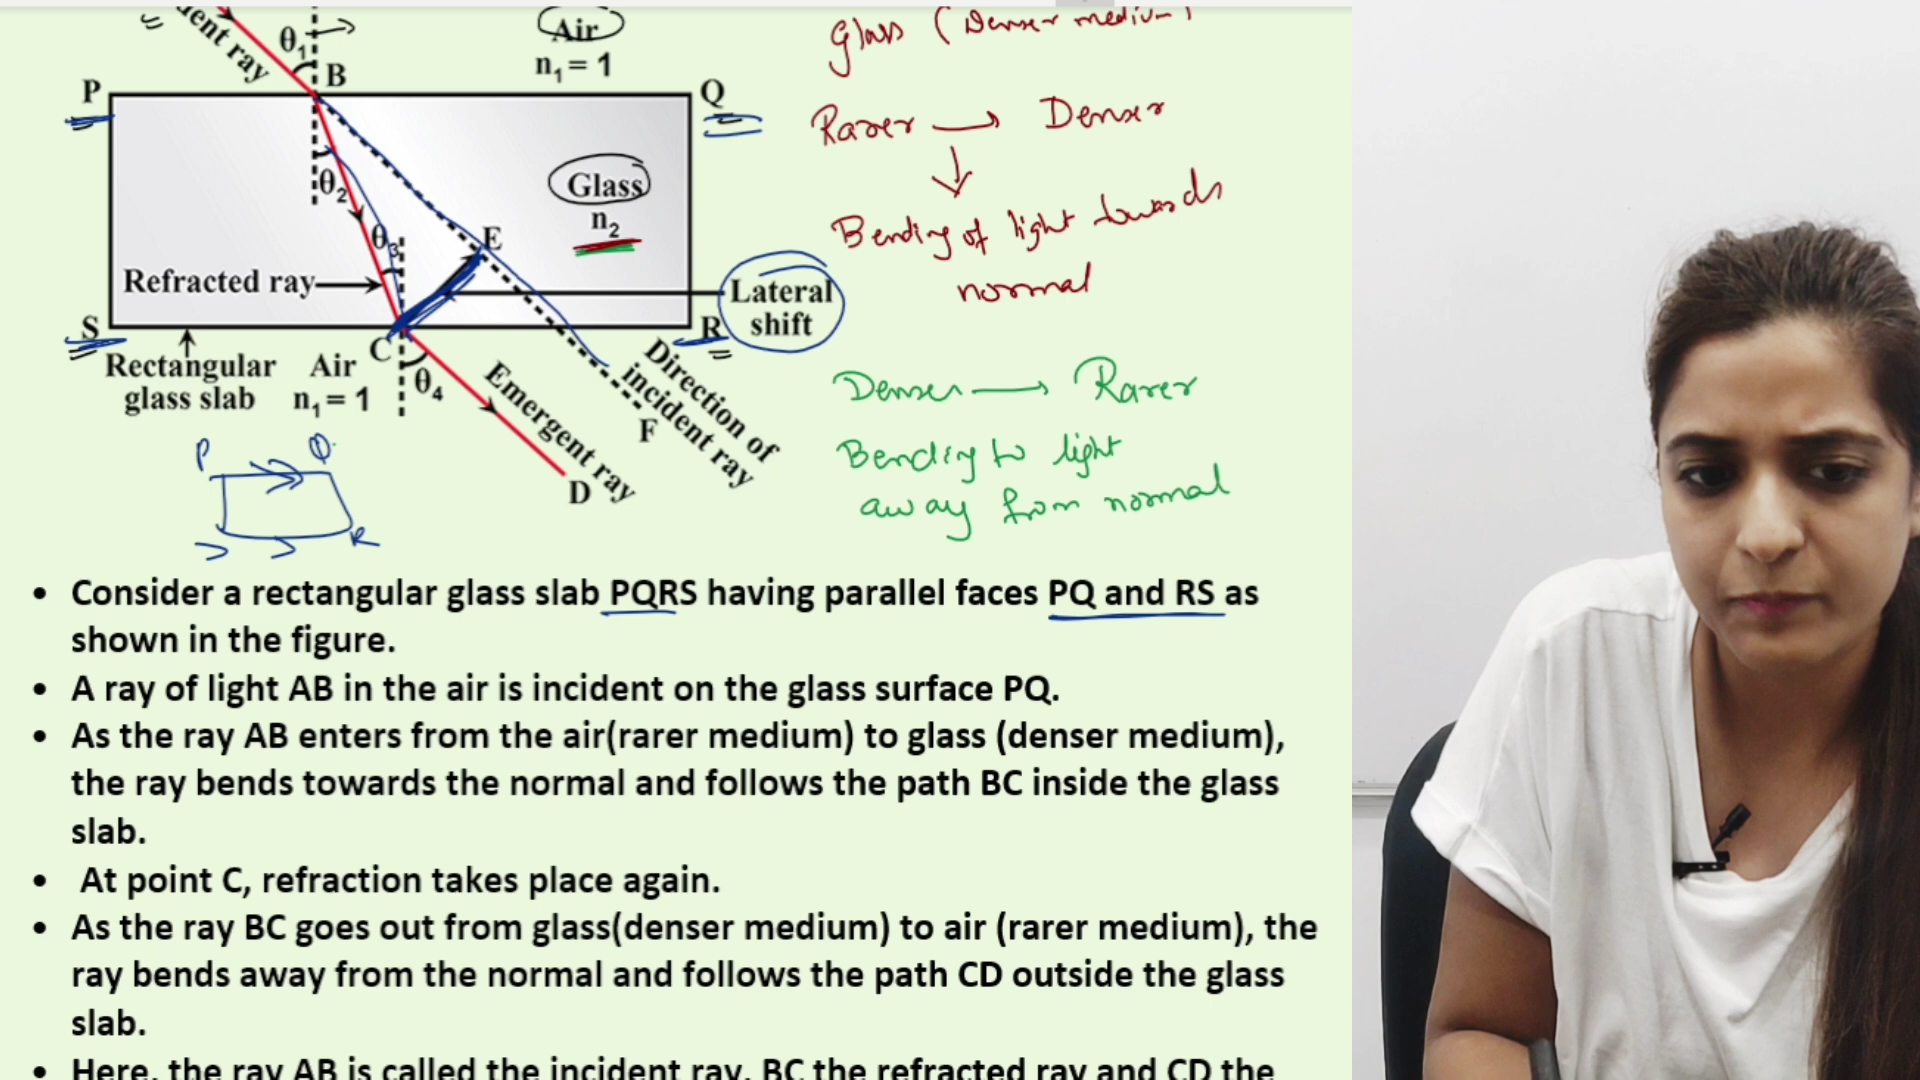 ent ray
θ1
B
Air
n1 = 1
Glass (Denser medium)
P
Q
Rarer → Denser
θ2
Glass
n2
Bending of light towards
normal
θ3
E
Refracted ray
Lateral
shift
S
R
C
Rectangular
glass slab
Air
n1 = 1
θ4
Emergent ray
D
Direction of
incident ray
F
Denser → Rarer
Bending to light
away from normal
P Q
R
• Consider a rectangular glass slab PQRS having parallel faces PQ and RS as
shown in the figure.
• A ray of light AB in the air is incident on the glass surface PQ.
• As the ray AB enters from the air(rarer medium) to glass (denser medium),
the ray bends towards the normal and follows the path BC inside the glass
slab.
• At point C, refraction takes place again.
• As the ray BC goes out from glass(denser medium) to air (rarer medium), the
ray bends away from the normal and follows the path CD outside the glass
slab.
• Here, the ray AB is called the incident ray, BC the refracted ray and CD the